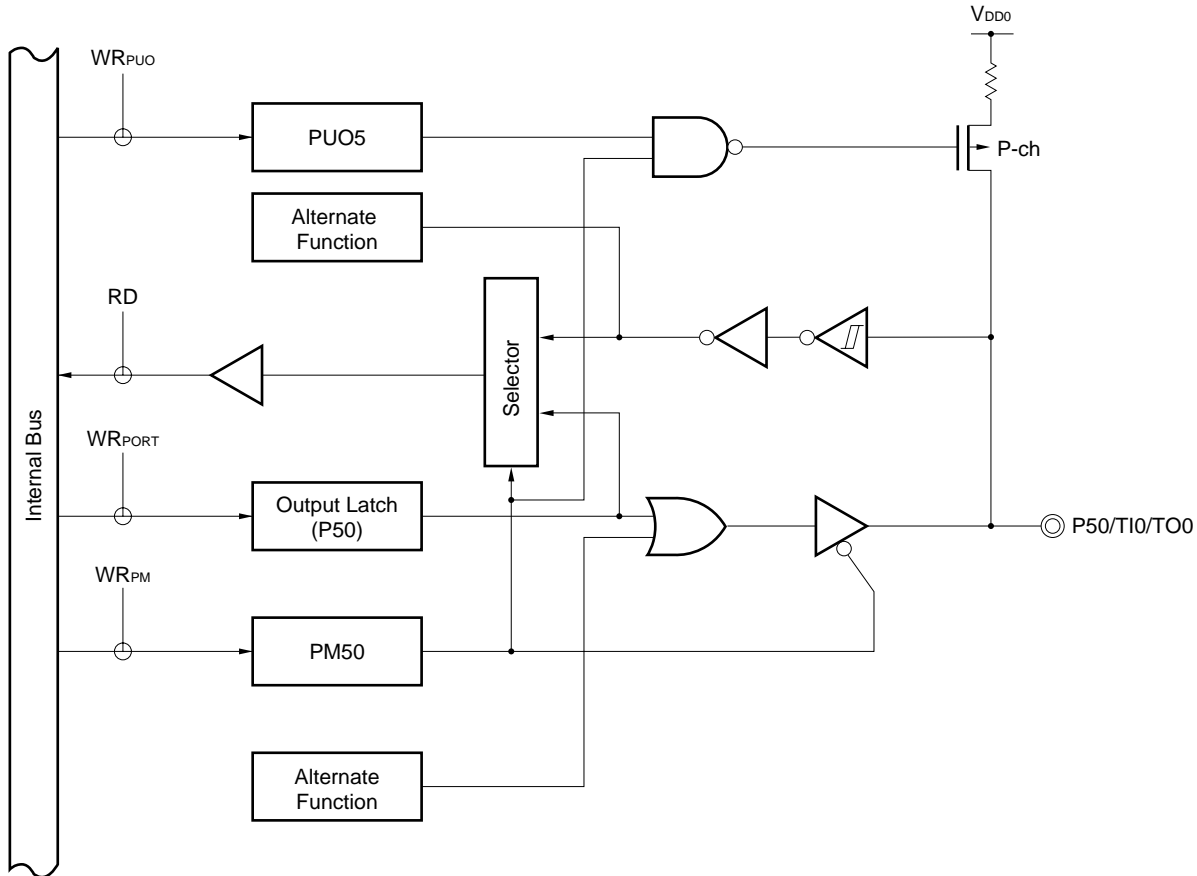 VDD0
WRPUO
PUO5
P-ch
Alternate
Function
RD
Selector
Internal Bus
WRPORT
Output Latch
(P50)
P50/TI0/TO0
WRPM
PM50
Alternate
Function